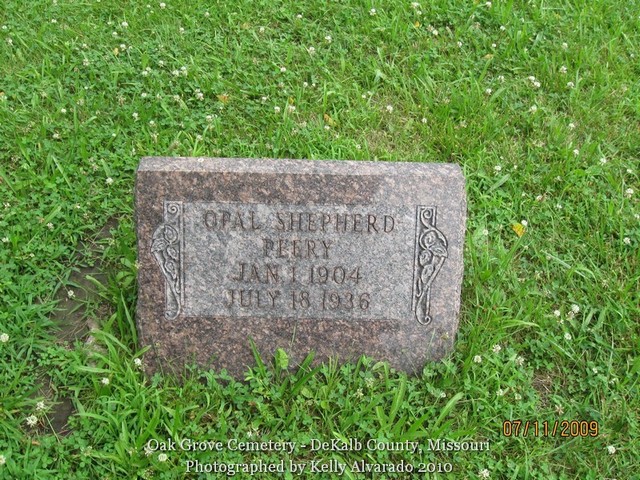 OPAL SHEPHERD
PEERY
JAN 1 1904
JULY 18 1936
07/11/2009
Oak Grove Cemetery - DeKalb County, Missouri
Photographed by Kelly Alvarado 2010